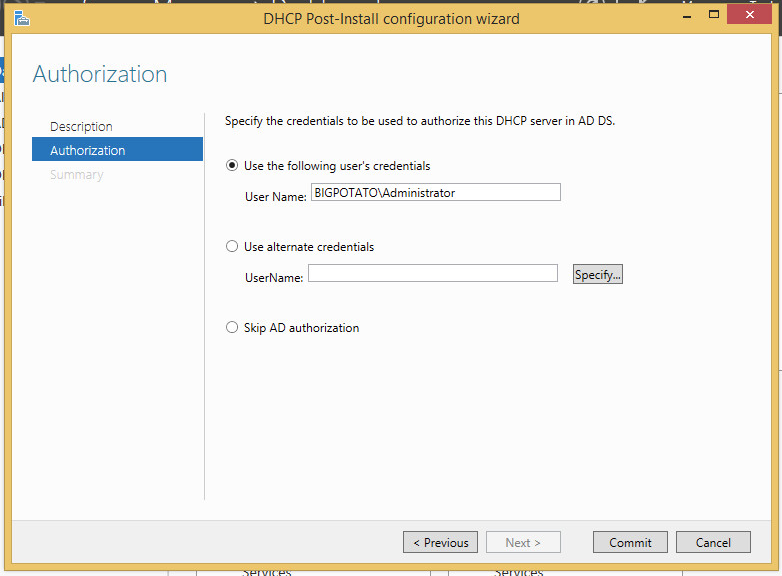 DHCP Post-Install configuration wizard
Authorization
Description
Authorization
Summary
Specify the credentials to be used to authorize this DHCP server in AD DS.
Use the following user's credentials
User Name: BIGPOTATO\Administrator
Use alternate credentials
UserName:
Specify...
Skip AD authorization
< Previous Next > Commit Cancel
Services Services